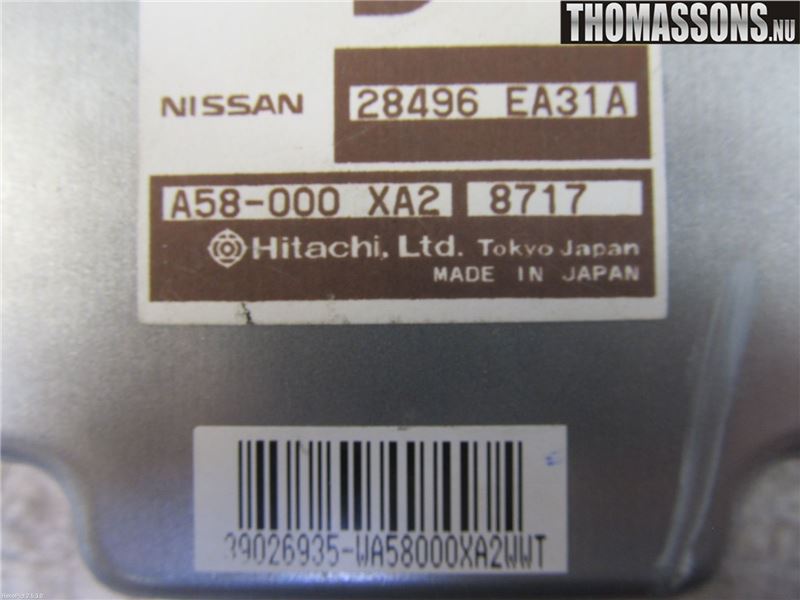 THOMASSONS.NU
NISSAN 28496 EA31A
A58-000 XA2 8717
Hitachi, Ltd. Tokyo Japan
MADE IN JAPAN
39026935-WA58000XA2WWT